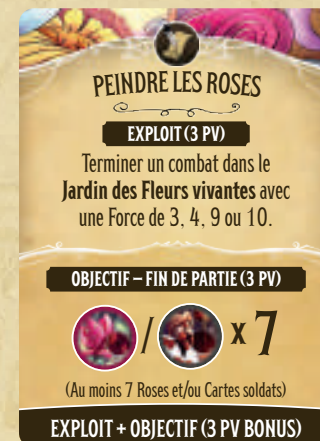 PEINDRE LES ROSES
EXPLOIT (3 PV)
Terminer un combat dans le
Jardin des Fleurs vivantes avec
une Force de 3, 4, 9 ou 10.
OBJECTIF – FIN DE PARTIE (3 PV)
/ x 7
(Au moins 7 Roses et/ou Cartes soldats)
EXPLOIT + OBJECTIF (3 PV BONUS)